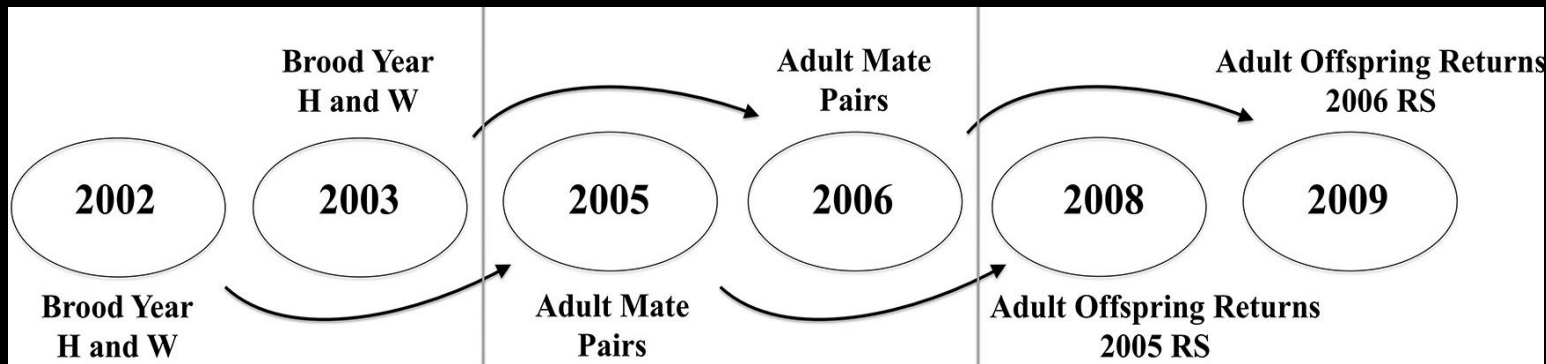 Brood Year
H and W
Adult Mate
Pairs
Adult Offspring Returns
2006 RS
2002
2003
2005
2006
2008
2009
Brood Year
H and W
Adult Mate
Pairs
Adult Offspring Returns
2005 RS